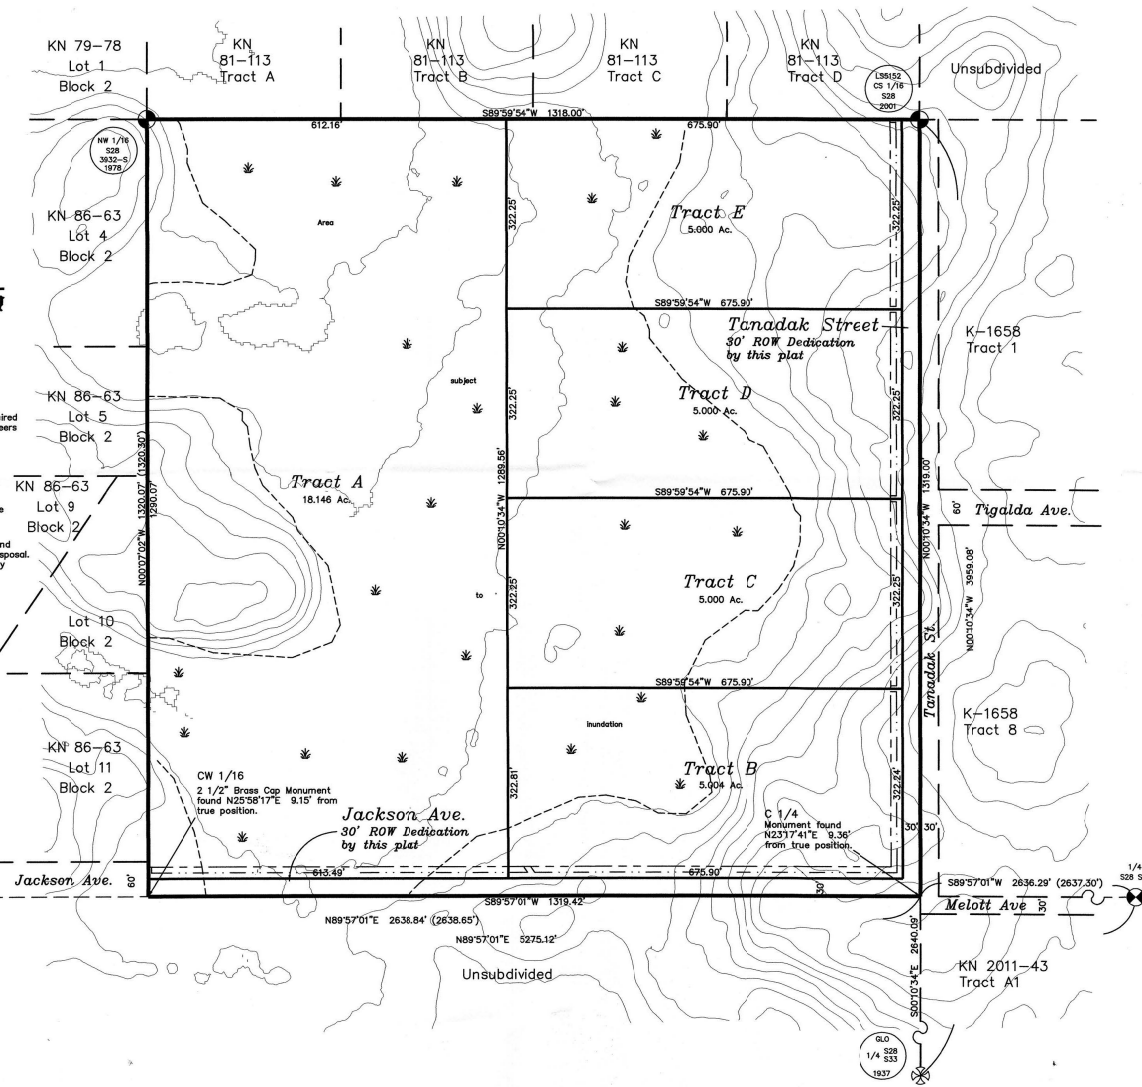 KN 79-78
Lot 1
Block 2
KN
81-113
Tract A
KN
81-113
Tract B
KN
81-113
Tract C
KN
81-113
Tract D
LS5152
CS 1/16
S28
2001
Unsubdivided
S89°59'54"W 1318.00'
612.16'
675.90'
NW 1/16
S28
3932-S
1978
KN 86-63
Lot 4
Block 2
Area
322.25'
Tract E
5.000 Ac.
322.25'
S89°59'54"W 675.90'
Tanadak Street
30' ROW Dedication
by this plat
K-1658
Tract 1
KN 86-63
Lot 5
Block 2
subject
322.25'
Tract D
5.000 Ac.
322.25'
ired
eers
N00°07'02"W 1320.07' (1320.30')
1290.07'
Tract A
18.146 Ac.
N00°10'34"W 1289.56'
S89°59'54"W 675.90'
N00°10'34"W 1319.00'
60'
Tigalda Ave.
KN 86-63
Lot 9
Block 2
e
nd
sposal.
y
to
322.25'
Tract C
5.000 Ac.
322.25'
N00°10'34"W 3959.08'
Lot 10
Block 2
S89°59'54"W 675.90'
Tanadak St.
K-1658
Tract 8
inundation
KN 86-63
Lot 11
Block 2
CW 1/16
2 1/2" Brass Cap Monument
found N25°58'17"E 9.15' from
true position.
322.81'
Tract B
5.004 Ac.
322.24'
Jackson Ave.
30' ROW Dedication
by this plat
C 1/4
Monument found
N23°17'41"E 9.36'
from true position.
30'
30'
Jackson Ave.
60'
613.49'
675.90'
30'
1/4
S28 S
S89°57'01"W 2636.29' (2637.30')
Melott Ave
30'
S89°57'01"W 1319.42'
N89°57'01"E 2638.84' (2638.65')
N89°57'01"E 5275.12'
Unsubdivided
S00°10'34"E 2640.09'
KN 2011-43
Tract A1
GLO
1/4 S28
S33
1937